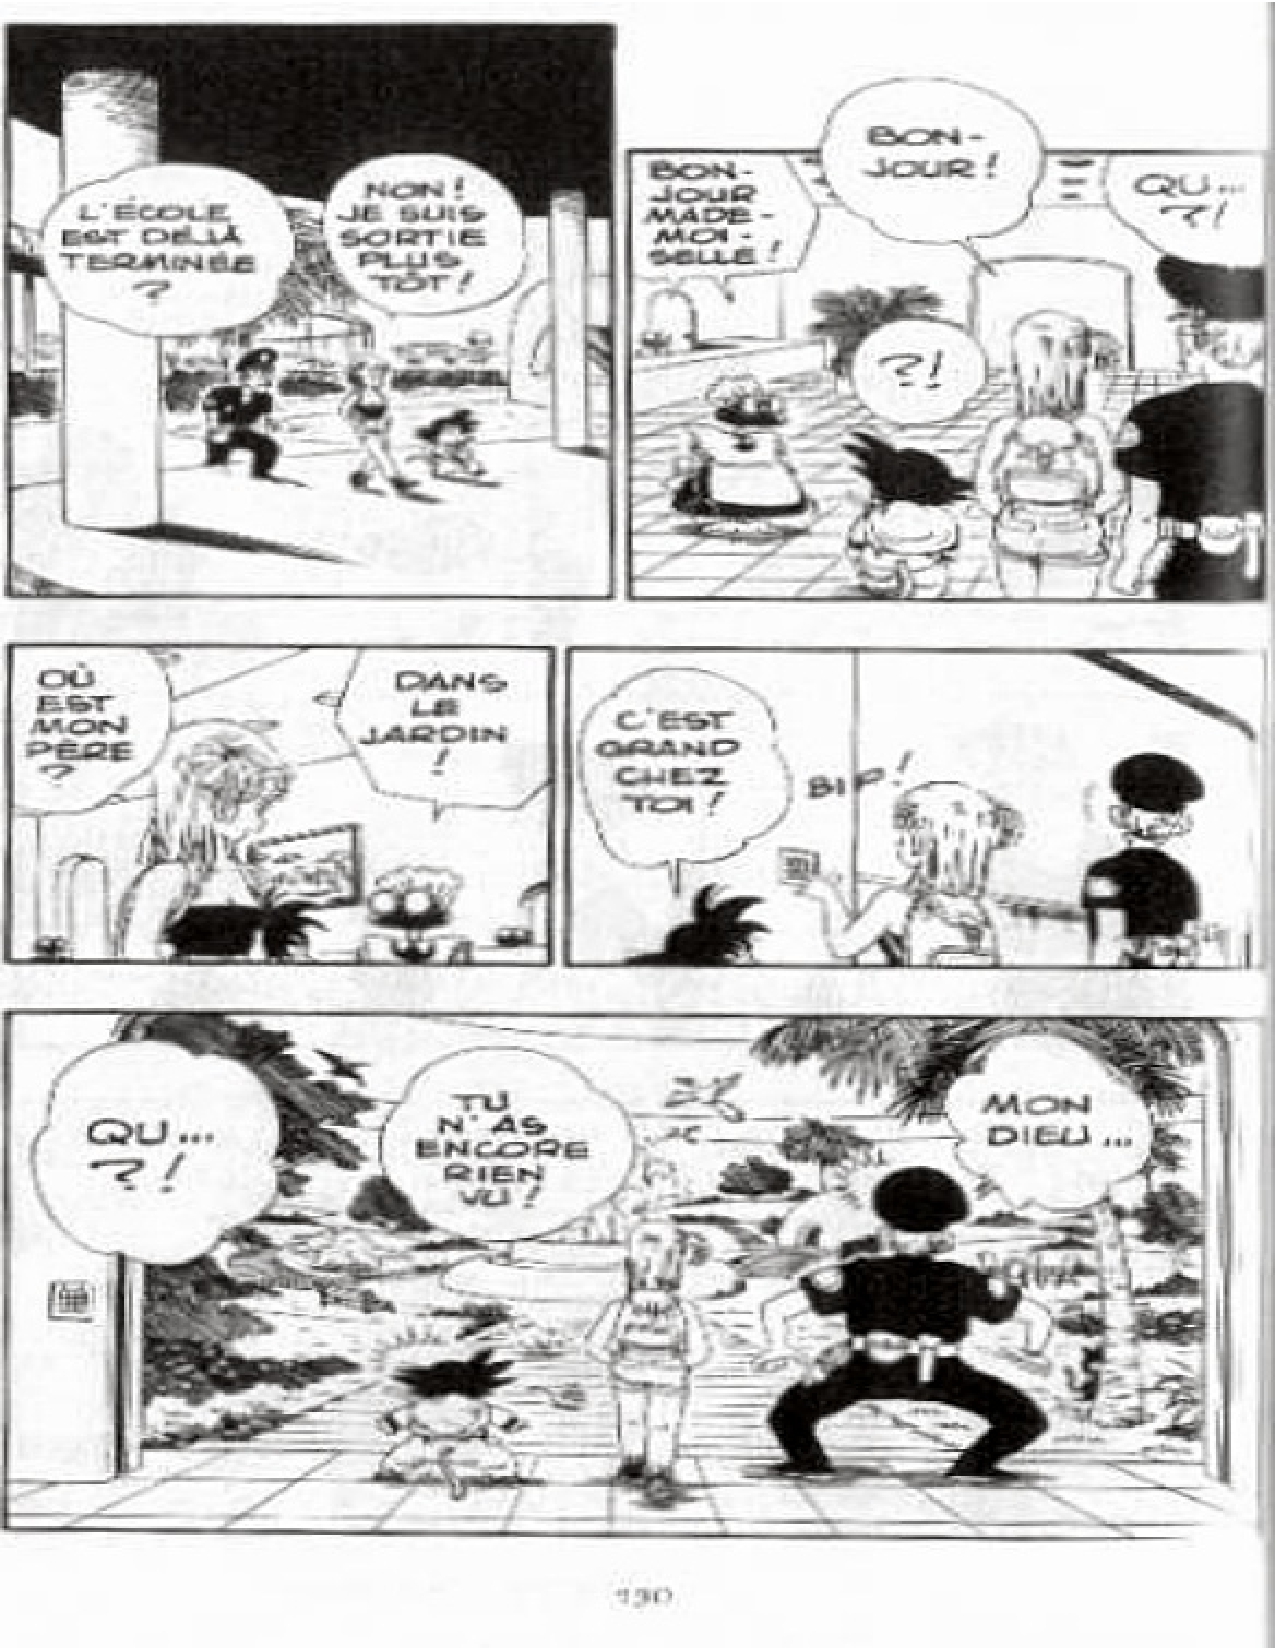 L'ÉCOLE
EST DÉJÀ
TERMINÉE
?
NON !
JE SUIS
SORTIE
PLUS
TÔT !
BON-
JOUR
MADE-
MOI-
SELLE !
BON-
JOUR !
QU...
?!
?!
OÙ
EST
MON
PÈRE
?
DANS
LE
JARDIN
!
C'EST
GRAND
CHEZ
TOI !
BIP !
QU...
?!
TU
N'AS
ENCORE
RIEN
VU !
MON
DIEU...
130